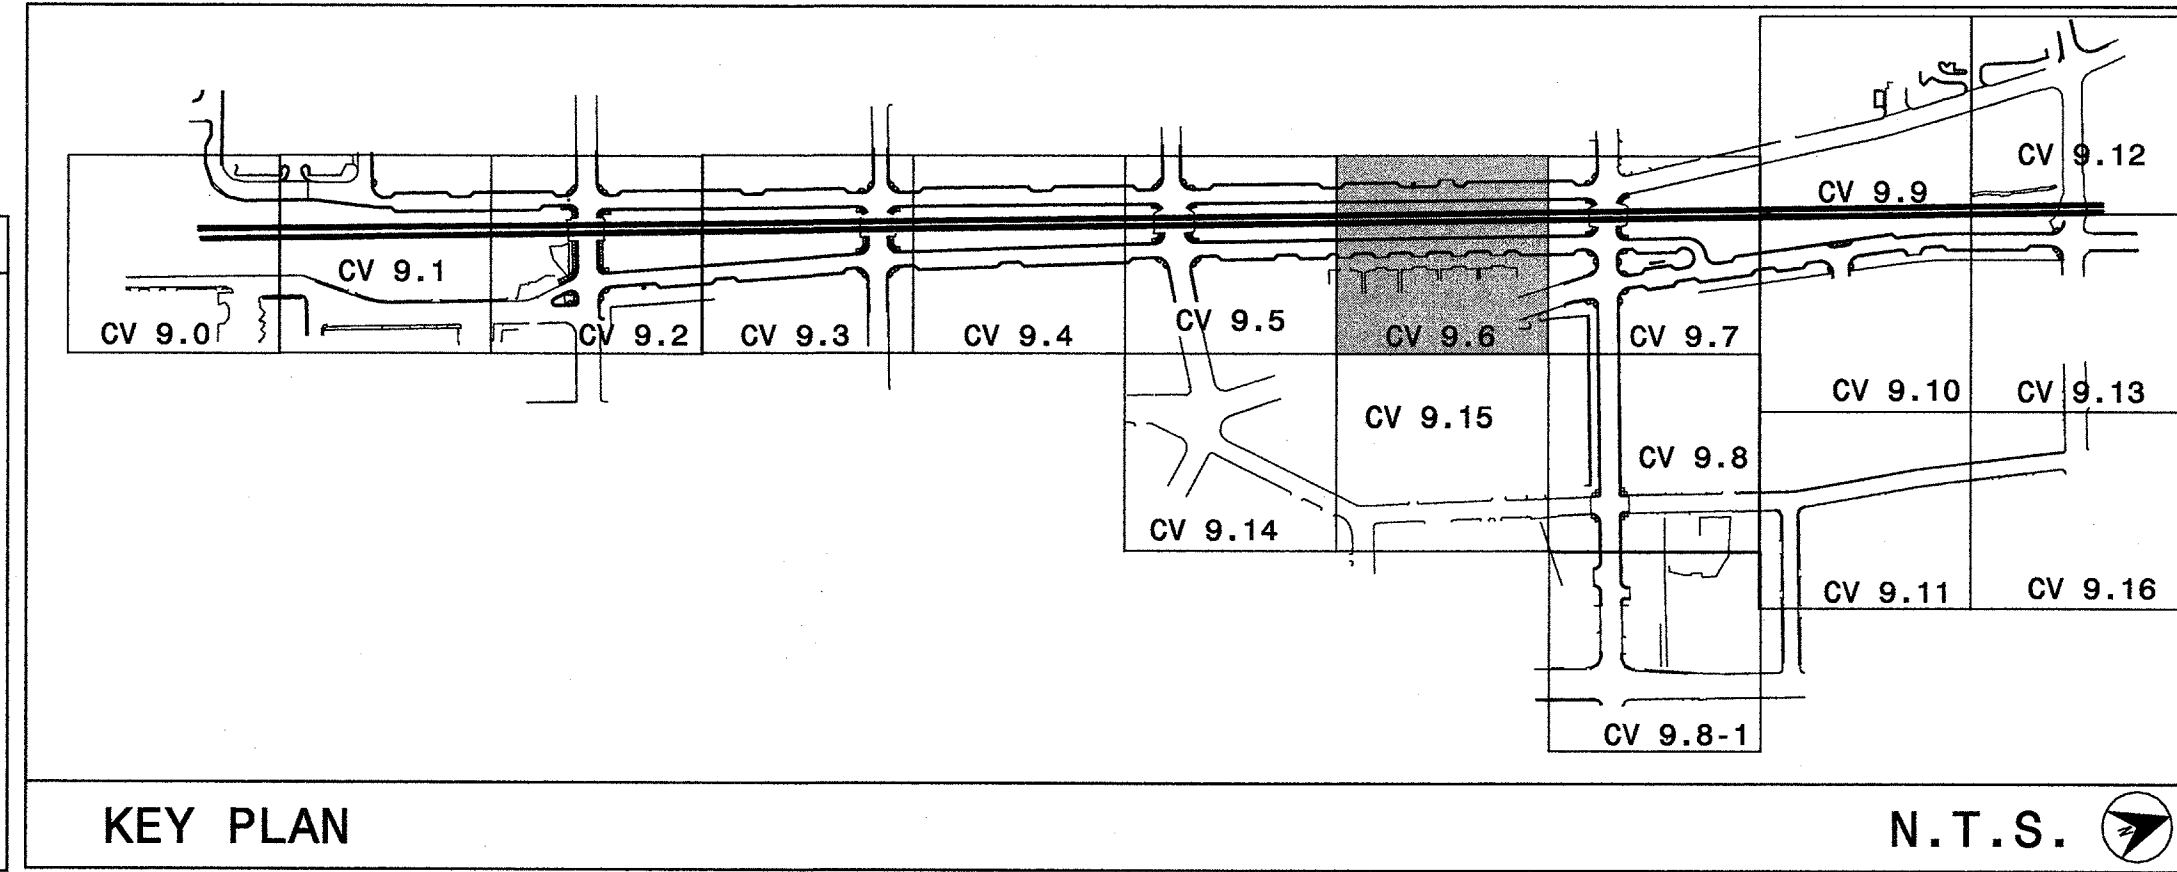 CV 9.12
CV 9.9
CV 9.1
CV 9.0
CV 9.2
CV 9.3
CV 9.4
CV 9.5
CV 9.6
CV 9.7
CV 9.10
CV 9.13
CV 9.15
CV 9.8
CV 9.14
CV 9.11
CV 9.16
CV 9.8-1
KEY PLAN
N.T.S.
N